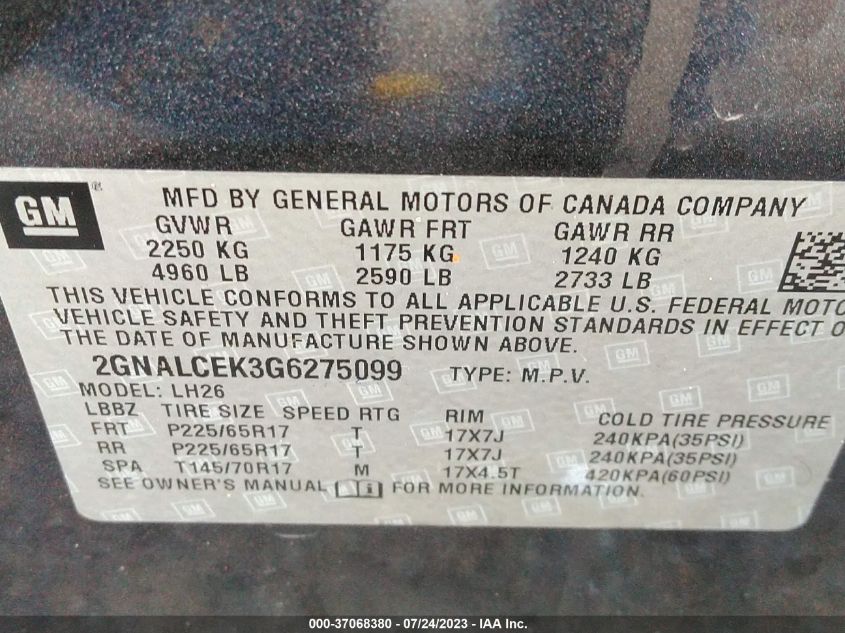 GM® MFD BY GENERAL MOTORS OF CANADA COMPANY
GVWR GAWR FRT GAWR RR
2250 KG 1175 KG 1240 KG
4960 LB 2590 LB 2733 LB
THIS VEHICLE CONFORMS TO ALL APPLICABLE U.S. FEDERAL MOTO
VEHICLE SAFETY AND THEFT PREVENTION STANDARDS IN EFFECT O
THE DATE OF MANUFACTURE SHOWN ABOVE.
2GNALCEK3G6275099 TYPE: M.P.V.
MODEL: LH26
LBBZ TIRE SIZE SPEED RTG RIM COLD TIRE PRESSURE
FRT P225/65R17 T 17X7J 240KPA(35PSI)
RR P225/65R17 T 17X7J 240KPA(35PSI)
SPA T145/70R17 M 17X4.5T 420KPA(60PSI)
SEE OWNER'S MANUAL FOR MORE INFORMATION.
000-37068380 - 07/24/2023 - IAA Inc.